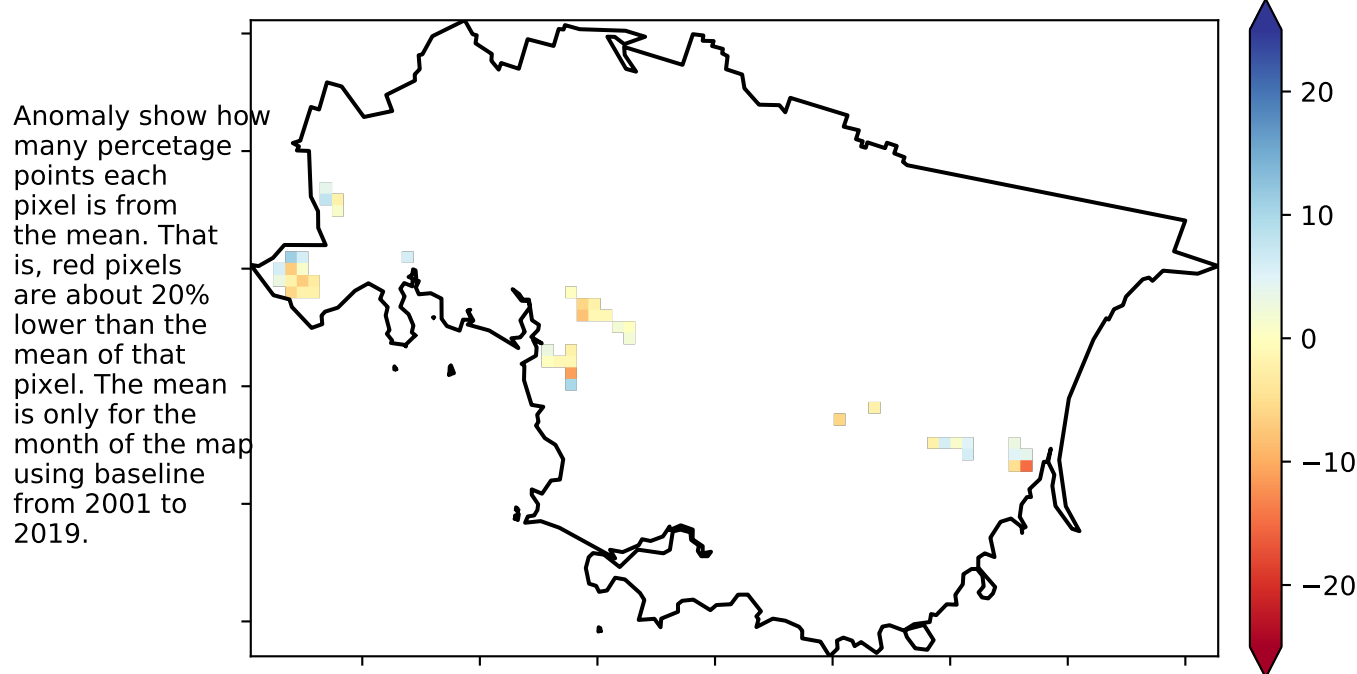 Anomaly show how
many percetage
points each
pixel is from
the mean. That
is, red pixels
are about 20%
lower than the
mean of that
pixel. The mean
is only for the
month of the map
using baseline
from 2001 to
2019.
20
10
0
−10
−20